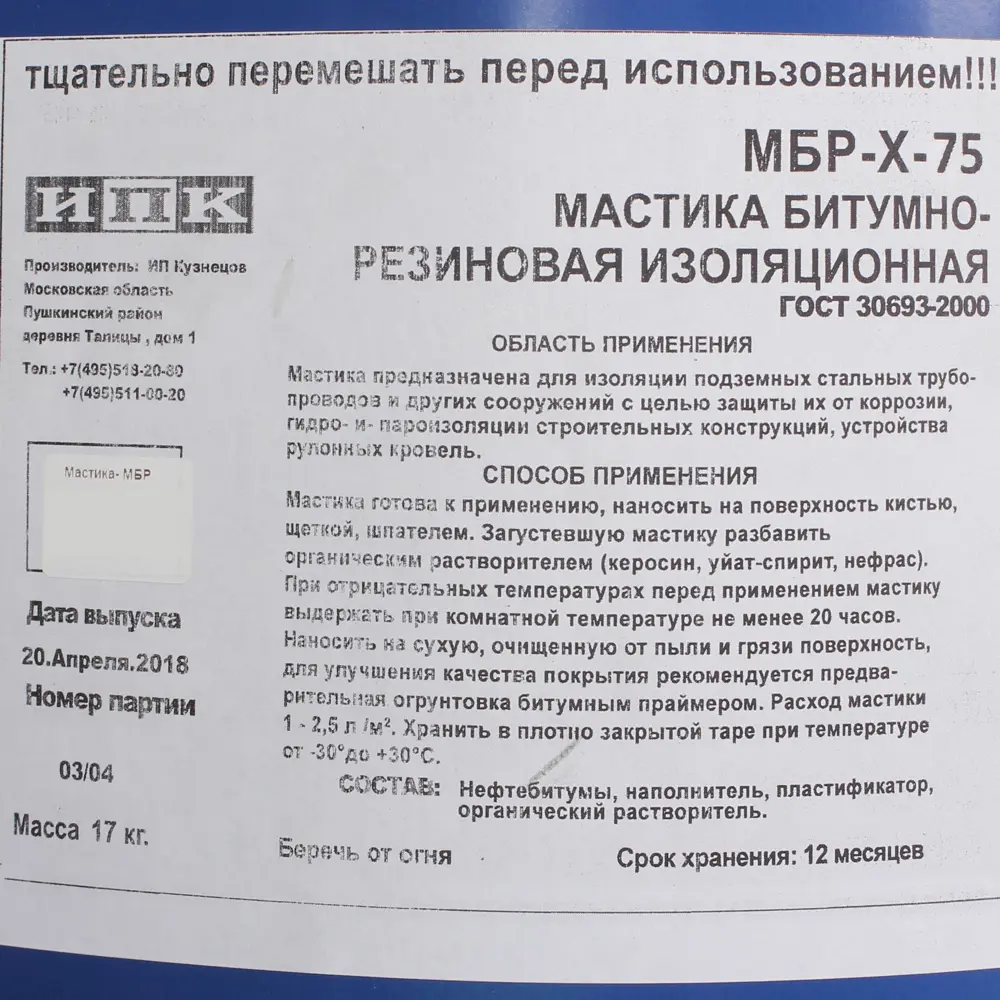 тщательно перемешать перед использованием!!!
МБР-Х-75
МАСТИКА БИТУМНО-
РЕЗИНОВАЯ ИЗОЛЯЦИОННАЯ
ГОСТ 30693-2000
ИПК
Производитель: ИП Кузнецов
Московская область
Пушкинский район
деревня Талицы , дом 1
Тел.:
+7(495)511-00-20
Мастика- МБР
Дата выпуска
20.Апреля.2018
Номер партии
03/04
Масса 17 кг.
ОБЛАСТЬ ПРИМЕНЕНИЯ
Мастика предназначена для изоляции подземных стальных трубо-
проводов и других сооружений с целью защиты их от коррозии,
гидро- и- пароизоляции строительных конструкций, устройства
рулонных кровель.
СПОСОБ ПРИМЕНЕНИЯ
Мастика готова к применению, наносить на поверхность кистью,
щеткой, шпателем. Загустевшую мастику разбавить
органическим растворителем (керосин, уйат-спирит, нефрас).
При отрицательных температурах перед применением мастику
выдержать при комнатной температуре не менее 20 часов.
Наносить на сухую, очищенную от пыли и грязи поверхность,
для улучшения качества покрытия рекомендуется предва-
рительная огрунтовка битумным праймером. Расход мастики
1 - 2,5 л /м². Хранить в плотно закрытой таре при температуре
от -30°до +30°С.
СОСТАВ: Нефтебитумы, наполнитель, пластификатор,
органический растворитель.
Беречь от огня
Срок хранения: 12 месяцев